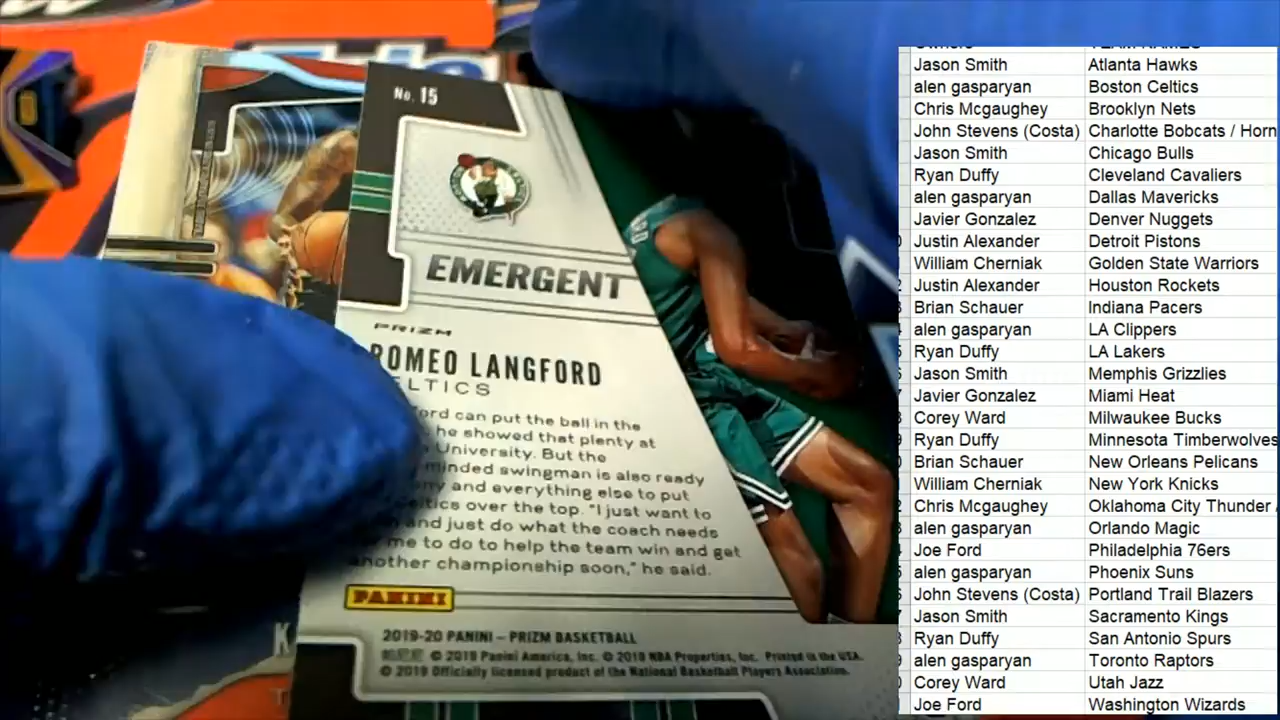 No. 15
EMERGENT
PRIZM
ROMEO LANGFORD
ELTICS
ord can put the ball in the
he showed that plenty at
University. But the
minded swingman is also ready
and everything else to put
over the top. "I just want to
and just do what the coach needs
me to do to help the team win and get
another championship soon," he said.
PANINI
2019-20 PANINI – PRIZM BASKETBALL
© 2019 Panini America, Inc. © 2019 NBA Properties, Inc. Printed in the USA.
© 2019 Officially licensed product of the National Basketball Players Association.
Jason Smith Atlanta Hawks
alen gasparyan Boston Celtics
Chris Mcgaughey Brooklyn Nets
John Stevens (Costa) Charlotte Bobcats / Horn
Jason Smith Chicago Bulls
Ryan Duffy Cleveland Cavaliers
alen gasparyan Dallas Mavericks
Javier Gonzalez Denver Nuggets
Justin Alexander Detroit Pistons
William Cherniak Golden State Warriors
Justin Alexander Houston Rockets
Brian Schauer Indiana Pacers
alen gasparyan LA Clippers
Ryan Duffy LA Lakers
Jason Smith Memphis Grizzlies
Javier Gonzalez Miami Heat
Corey Ward Milwaukee Bucks
Ryan Duffy Minnesota Timberwolves
Brian Schauer New Orleans Pelicans
William Cherniak New York Knicks
Chris Mcgaughey Oklahoma City Thunder
alen gasparyan Orlando Magic
Joe Ford Philadelphia 76ers
alen gasparyan Phoenix Suns
John Stevens (Costa) Portland Trail Blazers
Jason Smith Sacramento Kings
Ryan Duffy San Antonio Spurs
alen gasparyan Toronto Raptors
Corey Ward Utah Jazz
Joe Ford Washington Wizards